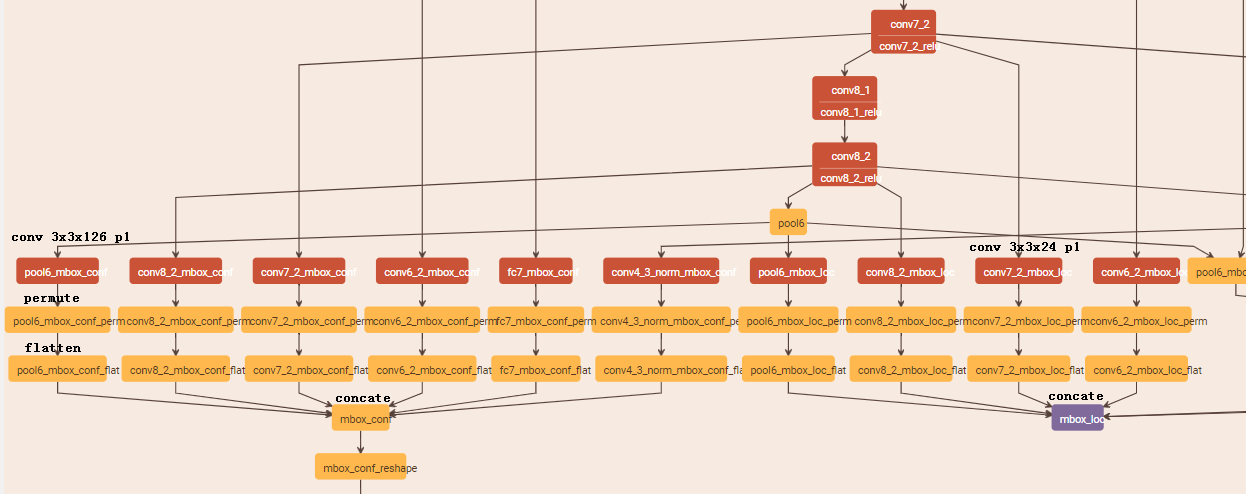 conv7_2
conv7_2_relu
conv8_1
conv8_1_relu
conv8_2
conv8_2_relu
pool6
conv 3x3x126 p1
conv 3x3x24 p1
pool6_mbox_conf conv8_2_mbox_conf conv7_2_mbox_conf conv6_2_mbox_conf fc7_mbox_conf conv4_3_norm_mbox_conf pool6_mbox_loc conv8_2_mbox_loc conv7_2_mbox_loc conv6_2_mbox_loc pool6_mbo
permute
pool6_mbox_conf_perm conv8_2_mbox_conf_perm conv7_2_mbox_conf_perm conv6_2_mbox_conf_perm fc7_mbox_conf_perm conv4_3_norm_mbox_conf_pe pool6_mbox_loc_perm conv8_2_mbox_loc_perm conv7_2_mbox_loc_perm conv6_2_mbox_loc_perm
flatten
pool6_mbox_conf_flat conv8_2_mbox_conf_flat conv7_2_mbox_conf_flat conv6_2_mbox_conf_flat fc7_mbox_conf_flat conv4_3_norm_mbox_conf_fla pool6_mbox_loc_flat conv8_2_mbox_loc_flat conv7_2_mbox_loc_flat conv6_2_mbox_loc_flat
concate
concate
mbox_conf
mbox_loc
mbox_conf_reshape